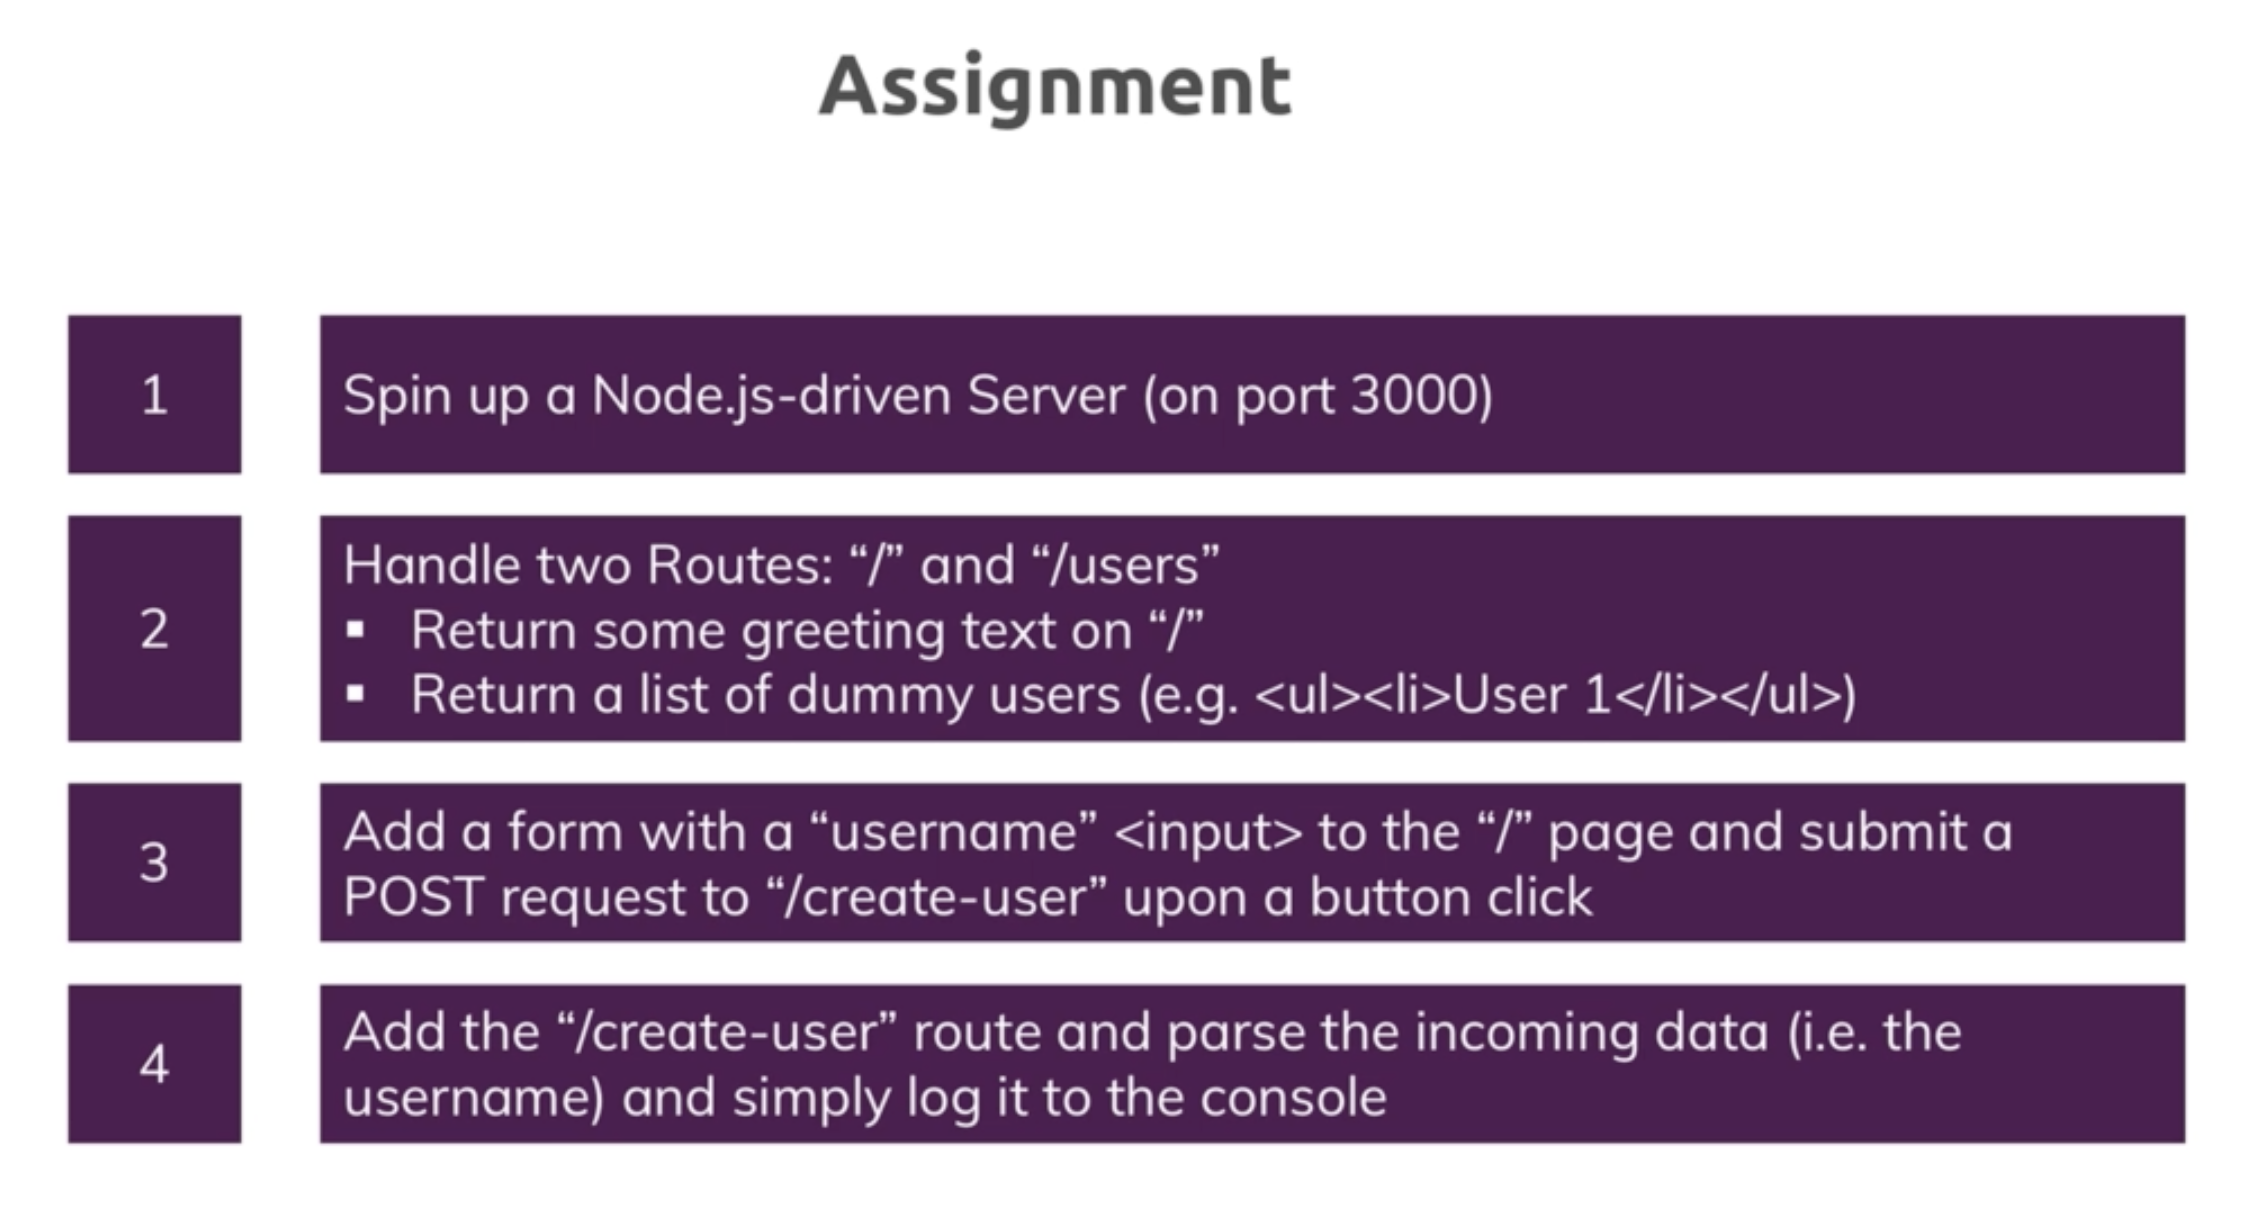 Assignment
1
Spin up a Node.js-driven Server (on port 3000)
2
Handle two Routes: “/” and “/users”
▪ Return some greeting text on “/”
▪ Return a list of dummy users (e.g. <ul><li>User 1</li></ul>)
3
Add a form with a “username” <input> to the “/” page and submit a
POST request to “/create-user” upon a button click
4
Add the “/create-user” route and parse the incoming data (i.e. the
username) and simply log it to the console